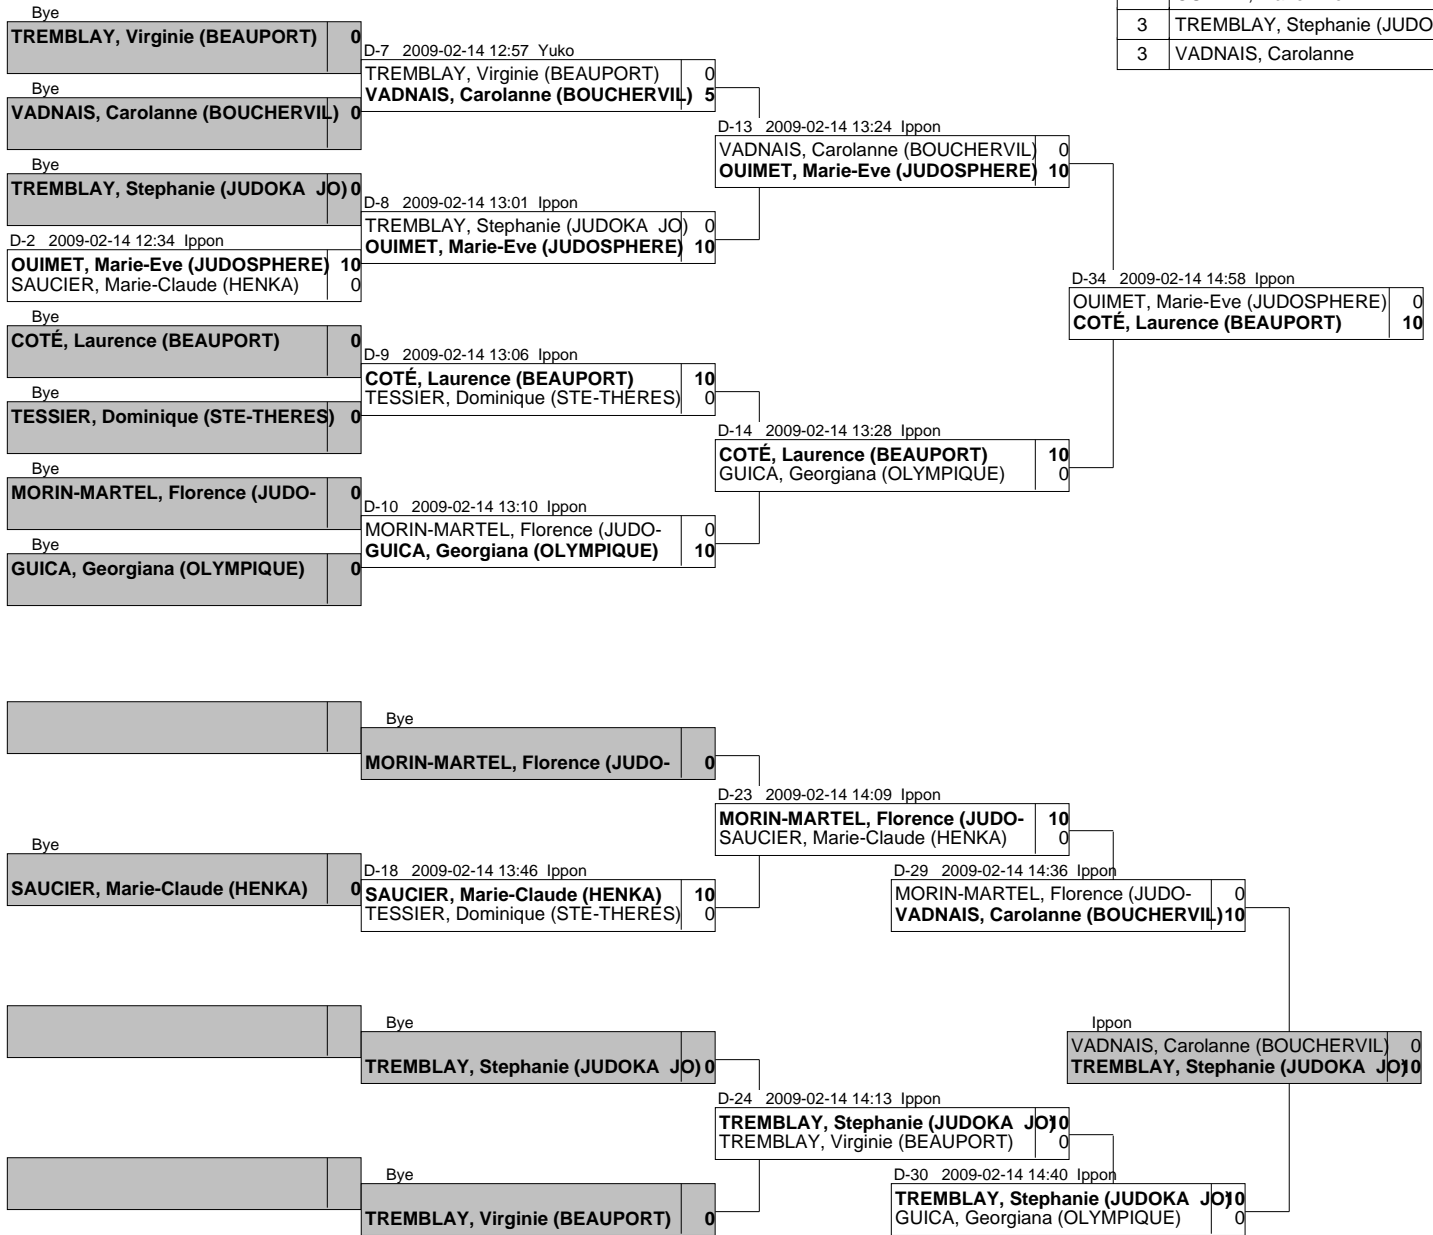 3 TREMBLAY, Stephanie (JUDO
3 VADNAIS, Carolanne
Bye
TREMBLAY, Virginie (BEAUPORT) 0
Bye
VADNAIS, Carolanne (BOUCHERVIL) 0
Bye
TREMBLAY, Stephanie (JUDOKA JO) 0
D-2 2009-02-14 12:34 Ippon
OUIMET, Marie-Eve (JUDOSPHERE) 10
SAUCIER, Marie-Claude (HENKA) 0
Bye
COTÉ, Laurence (BEAUPORT) 0
Bye
TESSIER, Dominique (STE-THERES) 0
Bye
MORIN-MARTEL, Florence (JUDO- 0
Bye
GUICA, Georgiana (OLYMPIQUE) 0
D-7 2009-02-14 12:57 Yuko
TREMBLAY, Virginie (BEAUPORT) 0
VADNAIS, Carolanne (BOUCHERVIL) 5
D-8 2009-02-14 13:01 Ippon
TREMBLAY, Stephanie (JUDOKA JO) 0
OUIMET, Marie-Eve (JUDOSPHERE) 10
D-9 2009-02-14 13:06 Ippon
COTÉ, Laurence (BEAUPORT) 10
TESSIER, Dominique (STE-THERES) 0
D-10 2009-02-14 13:10 Ippon
MORIN-MARTEL, Florence (JUDO- 0
GUICA, Georgiana (OLYMPIQUE) 10
D-13 2009-02-14 13:24 Ippon
VADNAIS, Carolanne (BOUCHERVIL) 0
OUIMET, Marie-Eve (JUDOSPHERE) 10
D-14 2009-02-14 13:28 Ippon
COTÉ, Laurence (BEAUPORT) 10
GUICA, Georgiana (OLYMPIQUE) 0
D-34 2009-02-14 14:58 Ippon
OUIMET, Marie-Eve (JUDOSPHERE) 0
COTÉ, Laurence (BEAUPORT) 10
Bye
SAUCIER, Marie-Claude (HENKA) 0
Bye
MORIN-MARTEL, Florence (JUDO- 0
D-18 2009-02-14 13:46 Ippon
SAUCIER, Marie-Claude (HENKA) 10
TESSIER, Dominique (STE-THERES) 0
Bye
TREMBLAY, Stephanie (JUDOKA JO) 0
Bye
TREMBLAY, Virginie (BEAUPORT) 0
D-23 2009-02-14 14:09 Ippon
MORIN-MARTEL, Florence (JUDO- 10
SAUCIER, Marie-Claude (HENKA) 0
D-24 2009-02-14 14:13 Ippon
TREMBLAY, Stephanie (JUDOKA JO) 10
TREMBLAY, Virginie (BEAUPORT) 0
D-29 2009-02-14 14:36 Ippon
MORIN-MARTEL, Florence (JUDO- 0
VADNAIS, Carolanne (BOUCHERVIL) 10
D-30 2009-02-14 14:40 Ippon
TREMBLAY, Stephanie (JUDOKA JO) 10
GUICA, Georgiana (OLYMPIQUE) 0
Ippon
VADNAIS, Carolanne (BOUCHERVIL) 0
TREMBLAY, Stephanie (JUDOKA JO) 10